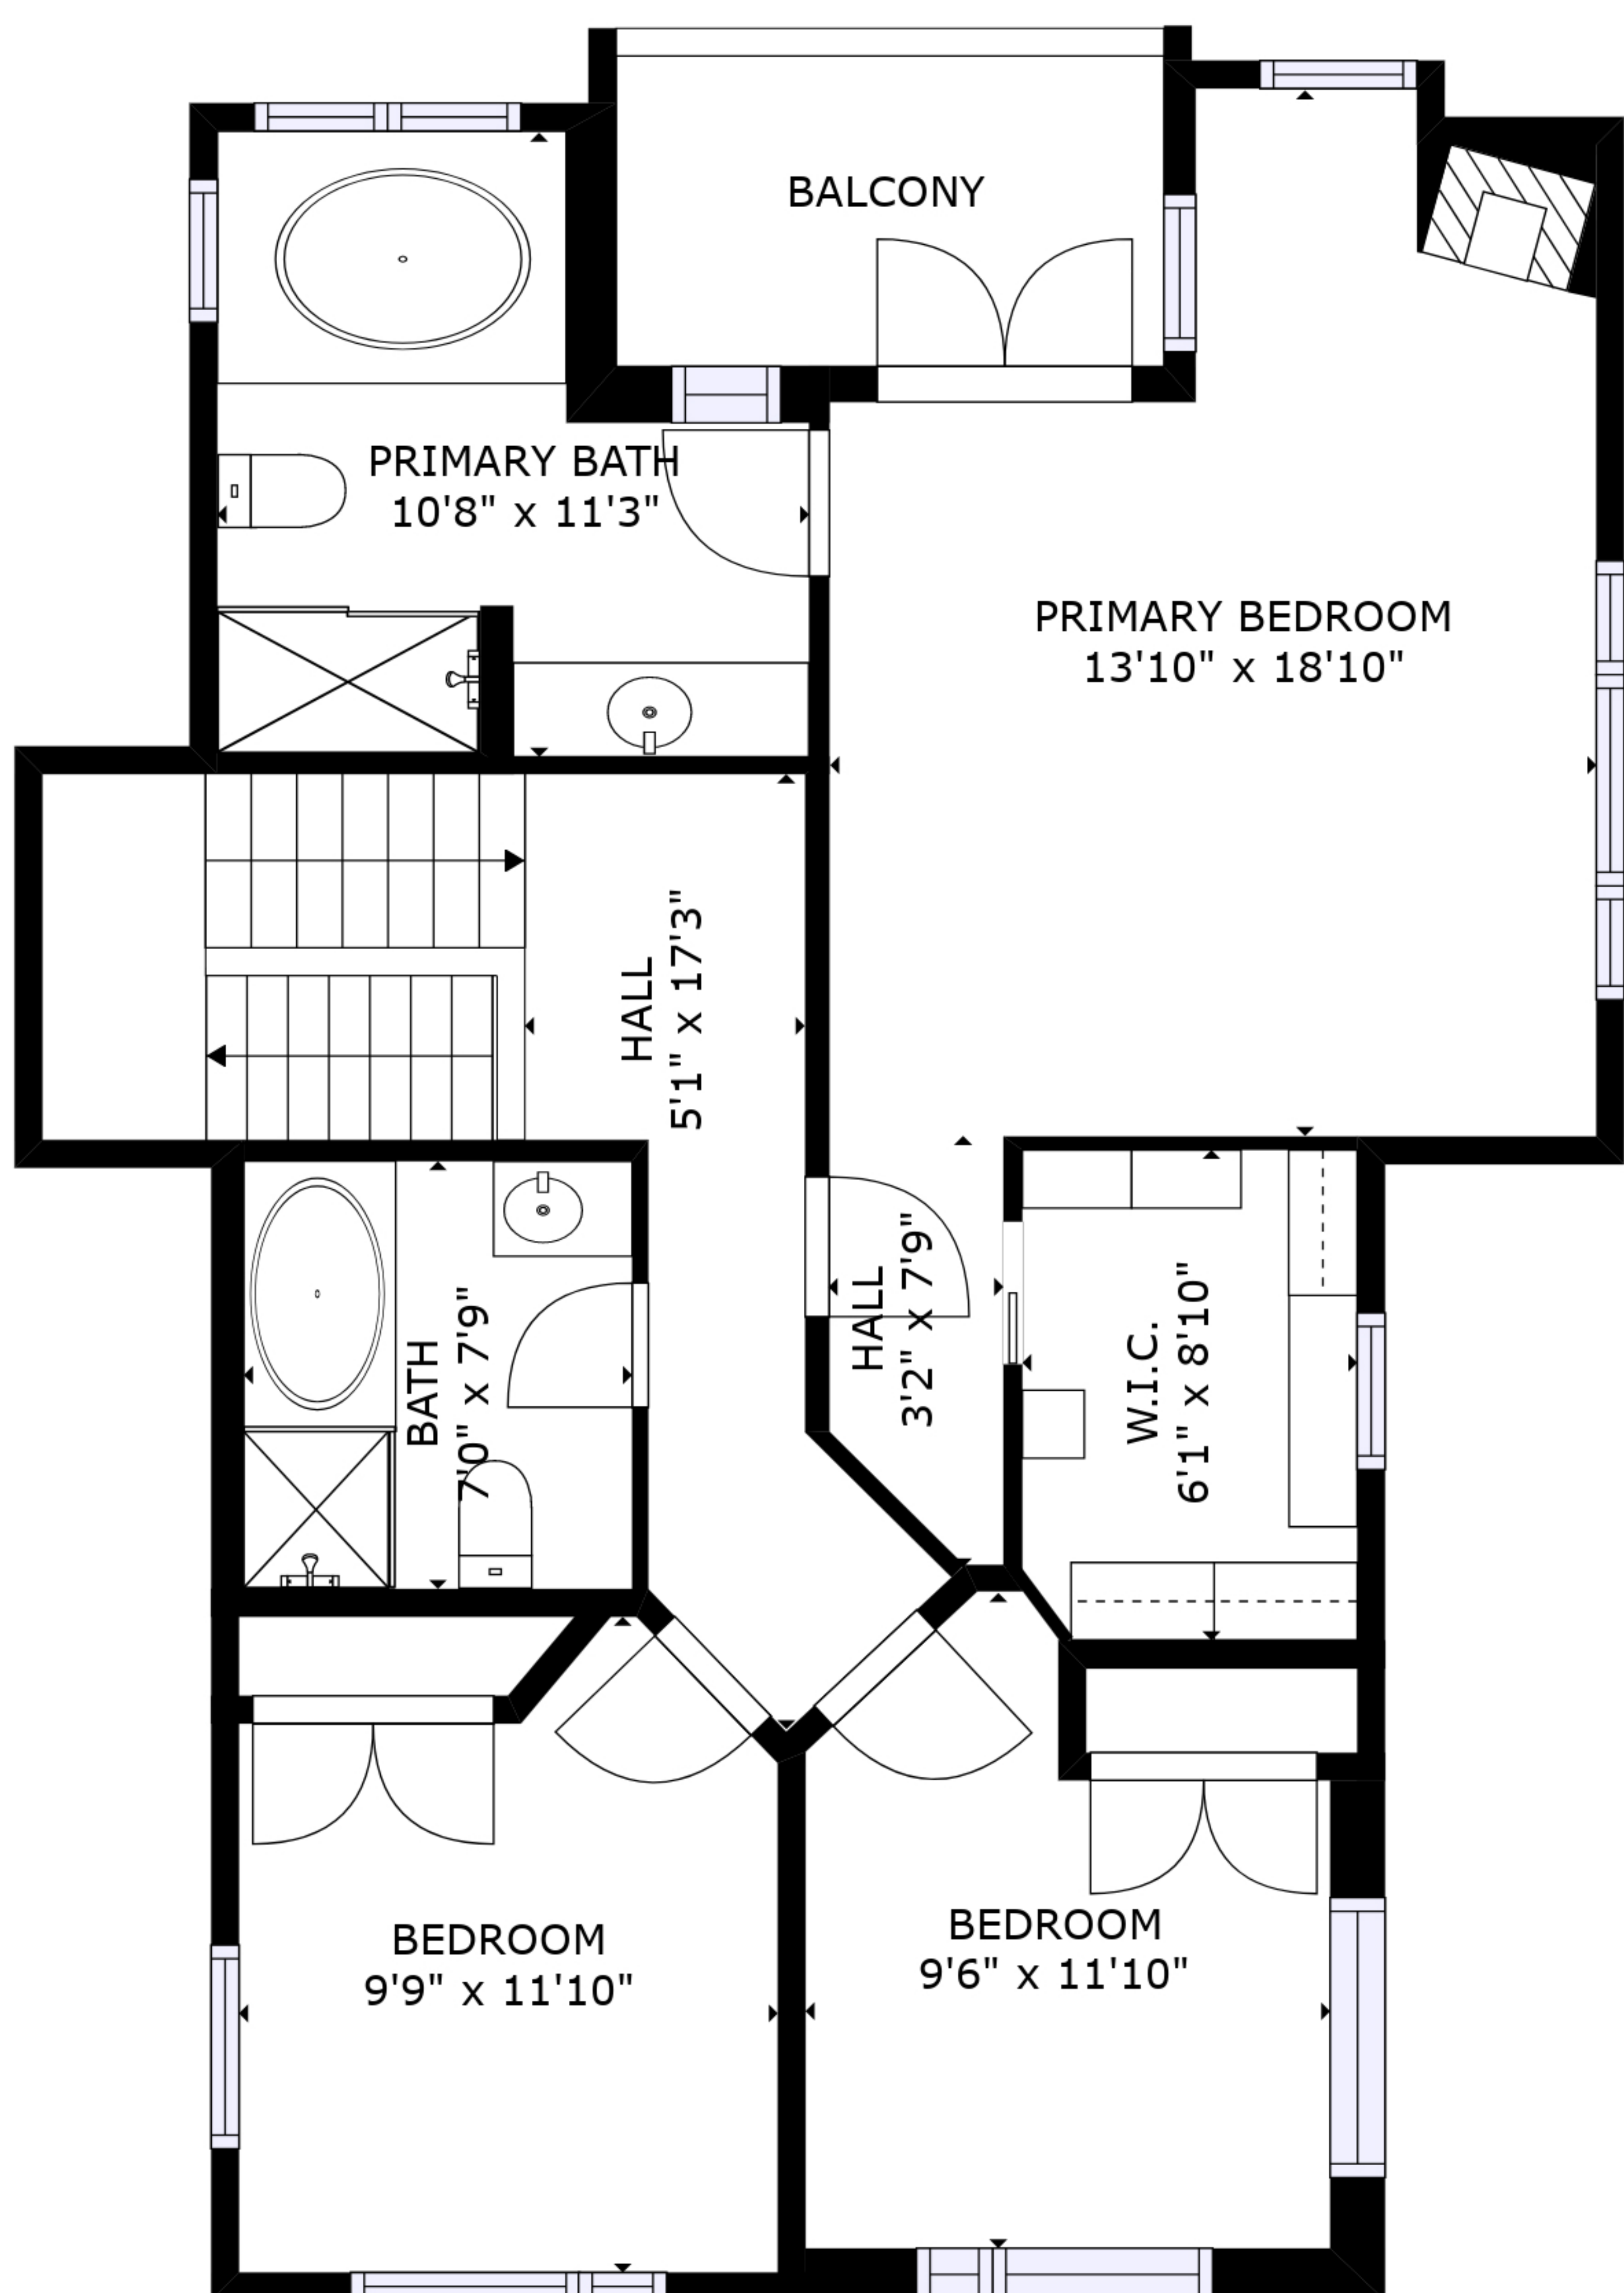 BALCONY
PRIMARY BATH
10'8" x 11'3"
PRIMARY BEDROOM
13'10" x 18'10"
HALL
5'1" x 17'3"
HALL
3'2" x 7'9"
W.I.C.
6'1" x 8'10"
BATH
7'0" x 7'9"
BEDROOM
9'9" x 11'10"
BEDROOM
9'6" x 11'10"